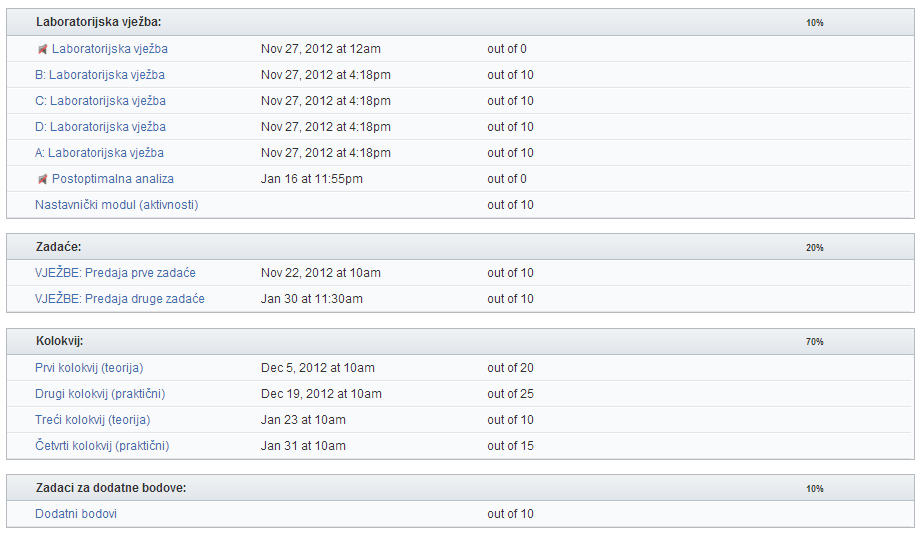 Laboratorijska vježba: 10%
Laboratorijska vježba Nov 27, 2012 at 12am out of 0
B: Laboratorijska vježba Nov 27, 2012 at 4:18pm out of 10
C: Laboratorijska vježba Nov 27, 2012 at 4:18pm out of 10
D: Laboratorijska vježba Nov 27, 2012 at 4:18pm out of 10
A: Laboratorijska vježba Nov 27, 2012 at 4:18pm out of 10
Postoptimalna analiza Jan 16 at 11:55pm out of 0
Nastavnički modul (aktivnosti) out of 10
Zadaće: 20%
VJEŽBE: Predaja prve zadaće Nov 22, 2012 at 10am out of 10
VJEŽBE: Predaja druge zadaće Jan 30 at 11:30am out of 10
Kolokvij: 70%
Prvi kolokvij (teorija) Dec 5, 2012 at 10am out of 20
Drugi kolokvij (praktični) Dec 19, 2012 at 10am out of 25
Treći kolokvij (teorija) Jan 23 at 10am out of 10
Četvrti kolokvij (praktični) Jan 31 at 10am out of 15
Zadaci za dodatne bodove: 10%
Dodatni bodovi out of 10